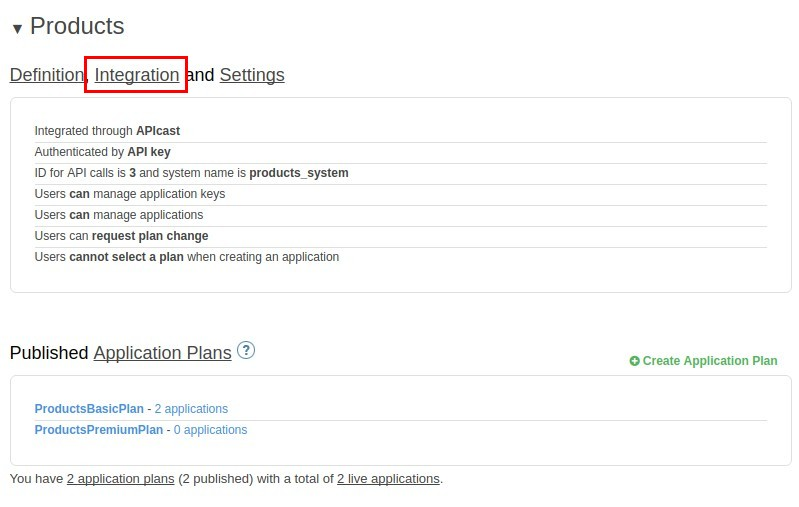 ▾ Products
Definition, Integration and Settings
Integrated through APIcast
Authenticated by API key
ID for API calls is 3 and system name is products_system
Users can manage application keys
Users can manage applications
Users can request plan change
Users cannot select a plan when creating an application
Published Application Plans ?
Create Application Plan
ProductsBasicPlan - 2 applications
ProductsPremiumPlan - 0 applications
You have 2 application plans (2 published) with a total of 2 live applications.